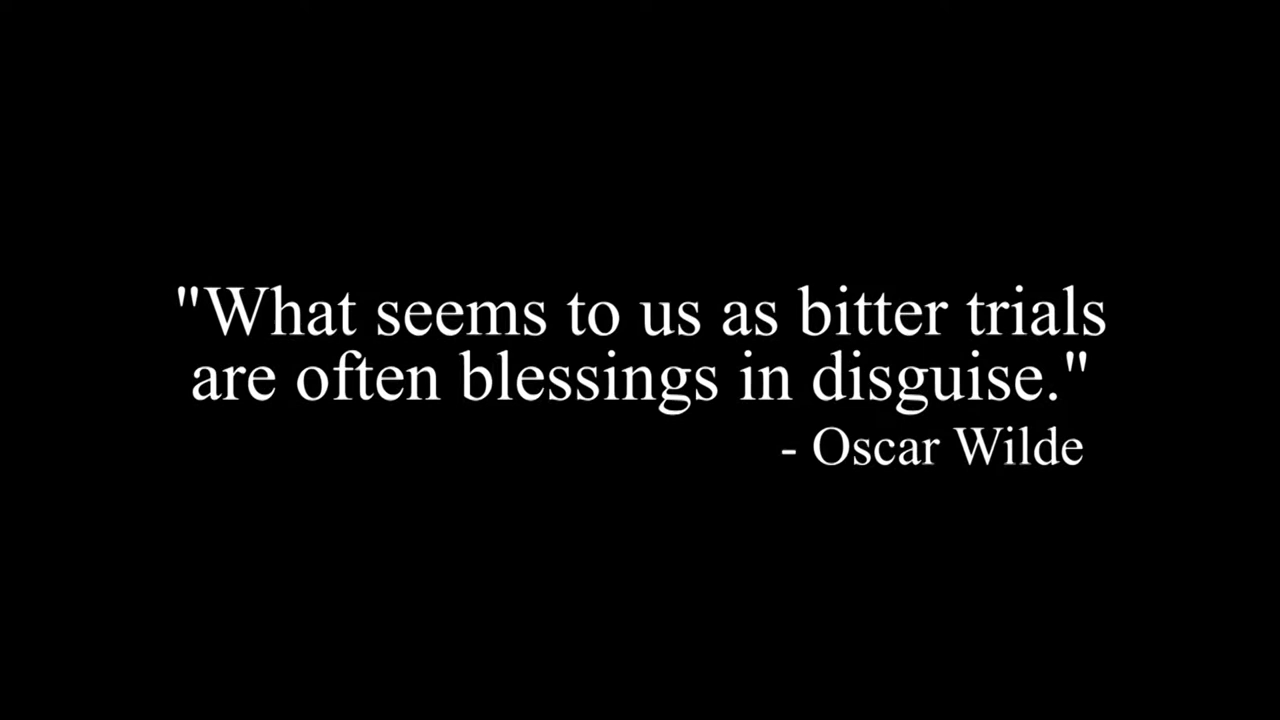 "What seems to us as bitter trials
are often blessings in disguise."
- Oscar Wilde